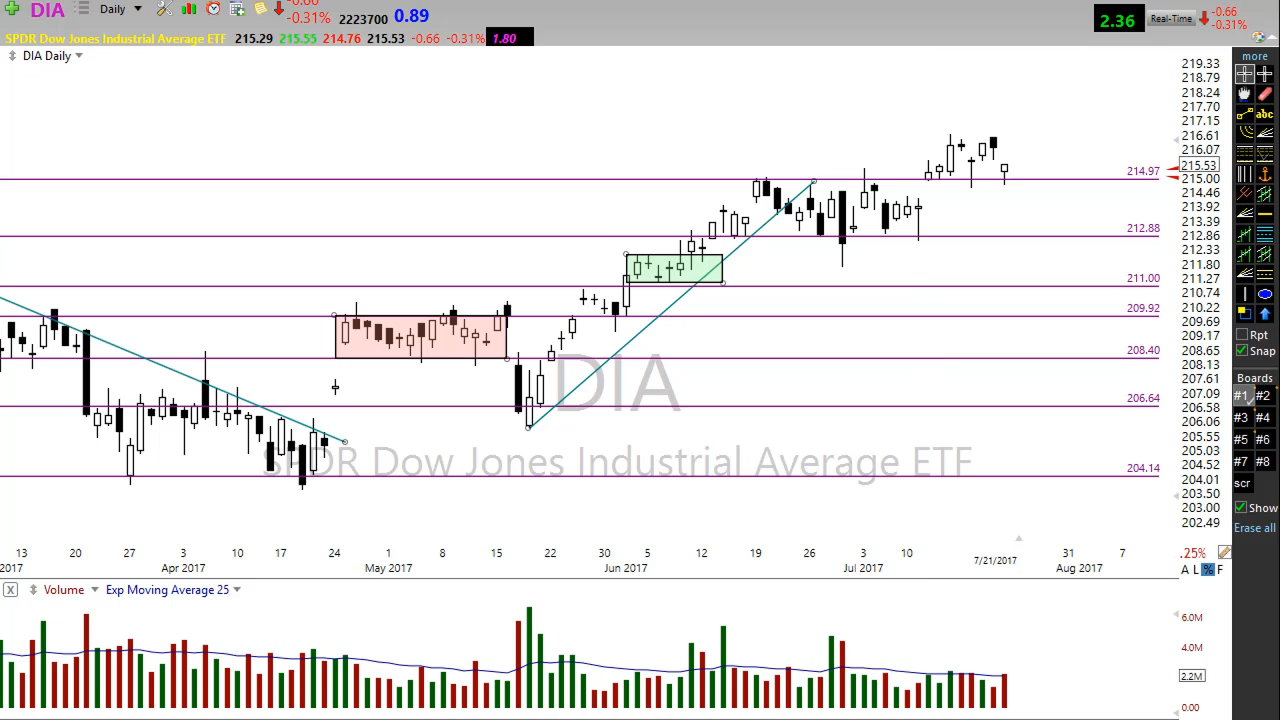 DIA Daily -0.66 -0.31% 2223700 0.89 2.36 Real-Time -0.66 -0.31%
SPDR Dow Jones Industrial Average ETF 215.29 215.55 214.76 215.53 -0.66 -0.31% 1.80
DIA Daily
more
219.33
218.79
218.24
217.70
217.15
216.61
216.07
215.53
215.00
214.46
213.92
213.39
212.86
212.33
211.80
211.27
210.74
210.22
209.69
209.17
208.65
208.13
207.61
207.09
206.58
206.06
205.55
205.03
204.52
204.01
203.50
203.00
202.49
214.97
212.88
211.00
209.92
208.40
206.64
204.14
DIA
SPDR Dow Jones Industrial Average ETF
abc
Rpt
Snap
Boards
#1 #2
#3 #4
#5 #6
#7 #8
scr
Show
Erase all
13 20 27 3 10 17 24 1 8 15 22 30 5 12 19 26 3 10 31 7
2017 Apr 2017 May 2017 Jun 2017 Jul 2017 7/21/2017 Aug 2017
.25%
A L % F
X Volume Exp Moving Average 25
6.0M
4.0M
2.2M
0.00